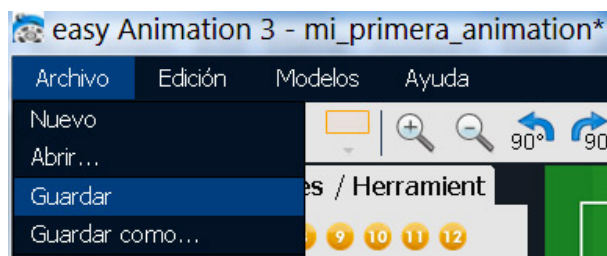 easy Animation 3 - mi_primera_animation*
Archivo Edición Modelos Ayuda
Nuevo
90° 90
Abrir...
Guardar
s / Herramient
Guardar como...
9 10 11 12